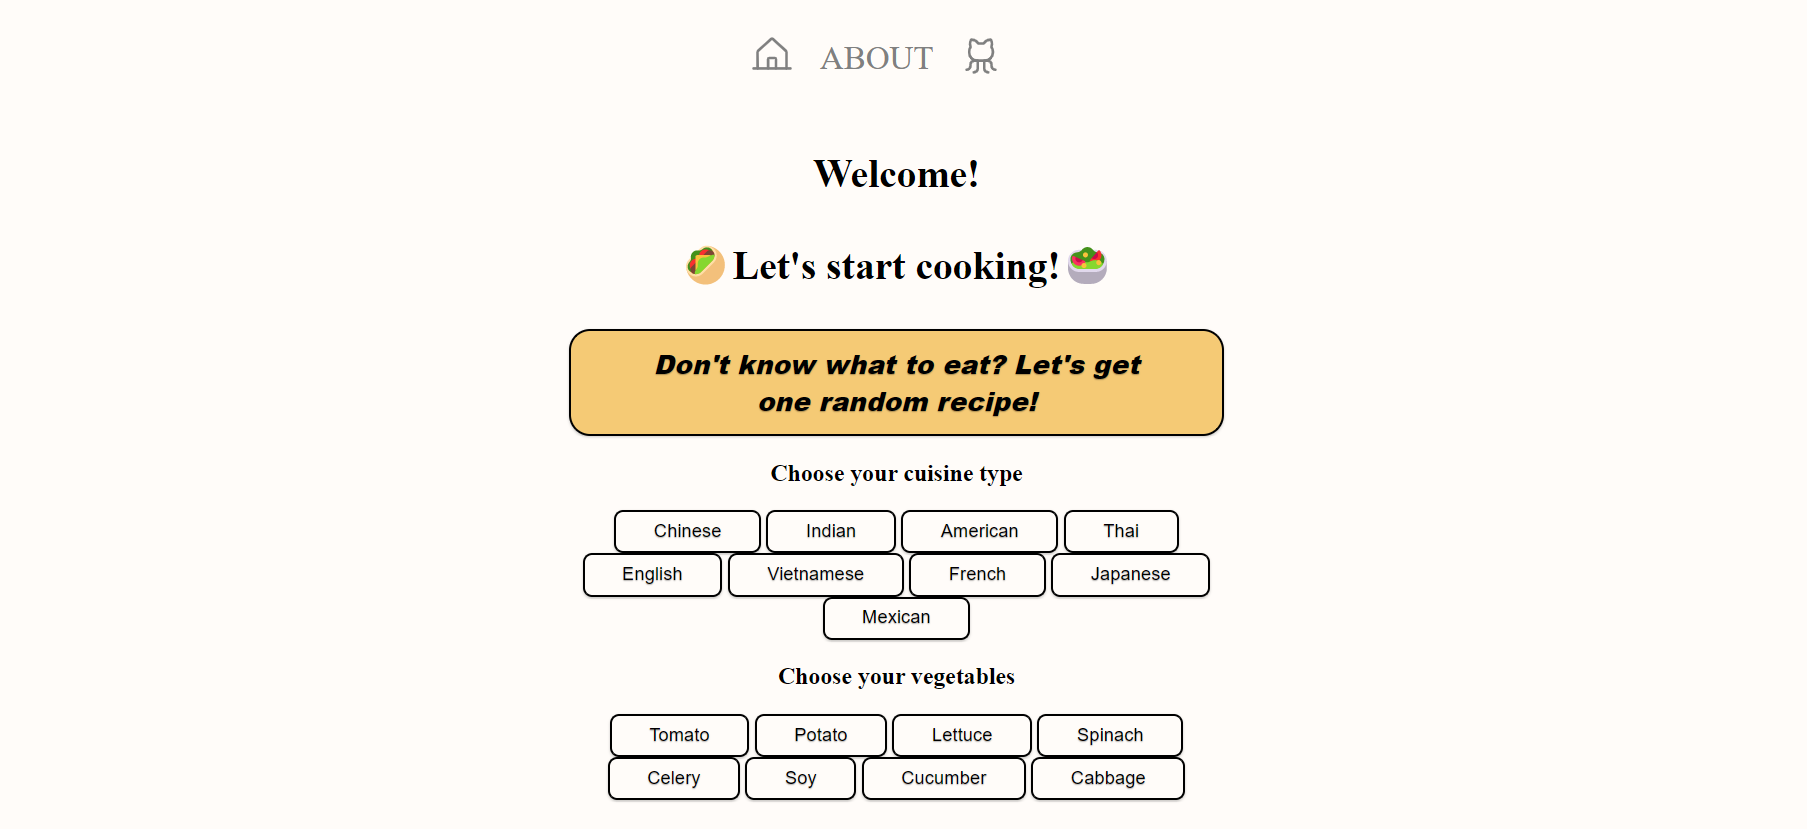 ABOUT
Welcome!
Let's start cooking!
Don't know what to eat? Let's get
one random recipe!
Choose your cuisine type
Chinese Indian American Thai
English Vietnamese French Japanese
Mexican
Choose your vegetables
Tomato Potato Lettuce Spinach
Celery Soy Cucumber Cabbage